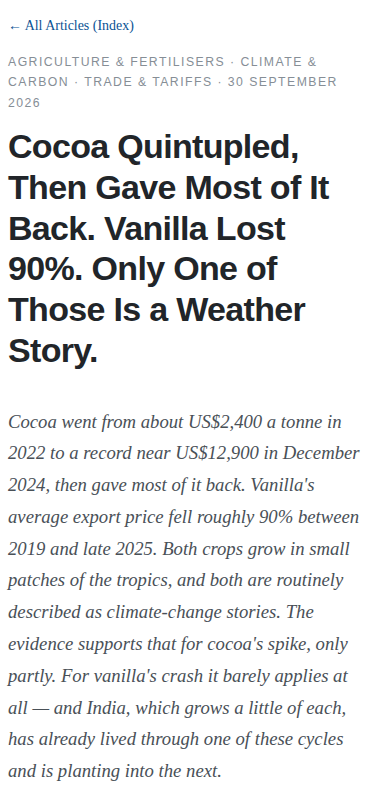 ← All Articles (Index)
AGRICULTURE & FERTILISERS · CLIMATE &
CARBON · TRADE & TARIFFS · 30 SEPTEMBER
2026
Cocoa Quintupled,
Then Gave Most of It
Back. Vanilla Lost
90%. Only One of
Those Is a Weather
Story.
Cocoa went from about US$2,400 a tonne in
2022 to a record near US$12,900 in December
2024, then gave most of it back. Vanilla's
average export price fell roughly 90% between
2019 and late 2025. Both crops grow in small
patches of the tropics, and both are routinely
described as climate-change stories. The
evidence supports that for cocoa's spike, only
partly. For vanilla's crash it barely applies at
all — and India, which grows a little of each,
has already lived through one of these cycles
and is planting into the next.